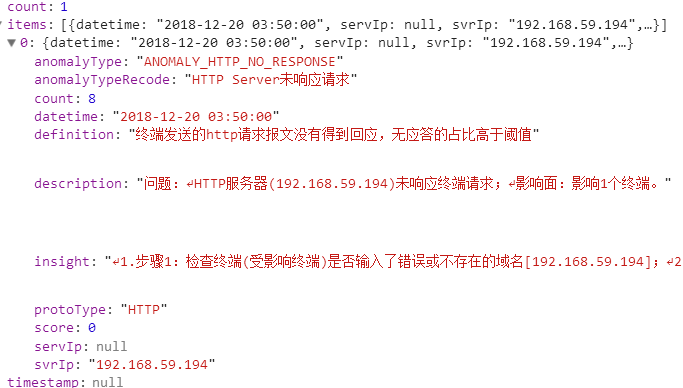 count: 1
items: [{datetime: "2018-12-20 03:50:00", servIp: null, svrIp: "192.168.59.194",…}]
0: {datetime: "2018-12-20 03:50:00", servIp: null, svrIp: "192.168.59.194",…}
anomalyType: "ANOMALY_HTTP_NO_RESPONSE"
anomalyTypeRecode: "HTTP Server未响应请求"
count: 8
datetime: "2018-12-20 03:50:00"
definition: "终端发送的http请求报文没有得到回应，无应答的占比高于阈值"
description: "问题：↵HTTP服务器(192.168.59.194)未响应终端请求；↵影响面：影响1个终端。"
insight: "↵1.步骤1：检查终端(受影响终端)是否输入了错误或不存在的域名[192.168.59.194]；↵2
protoType: "HTTP"
score: 0
servIp: null
svrIp: "192.168.59.194"
timestamp: null